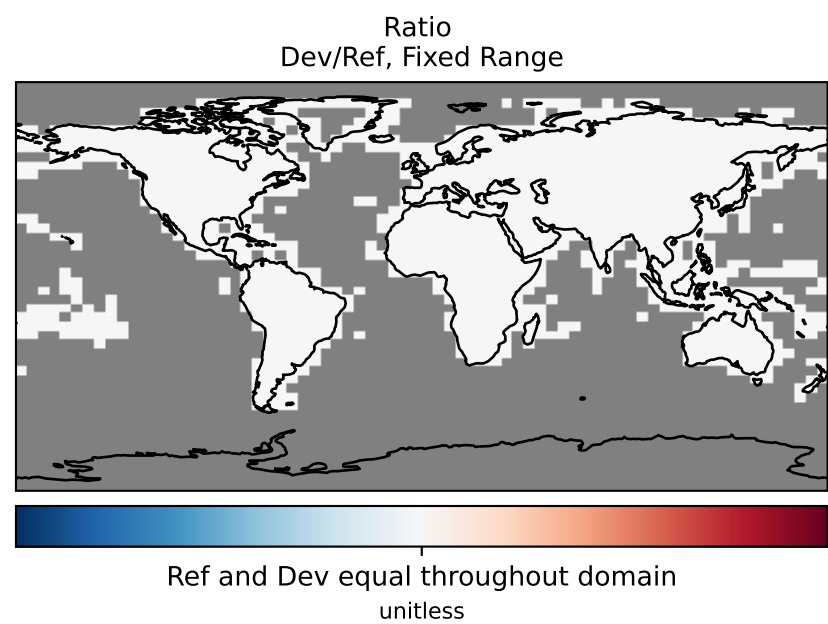 Ratio
Dev/Ref, Fixed Range
Ref and Dev equal throughout domain
unitless